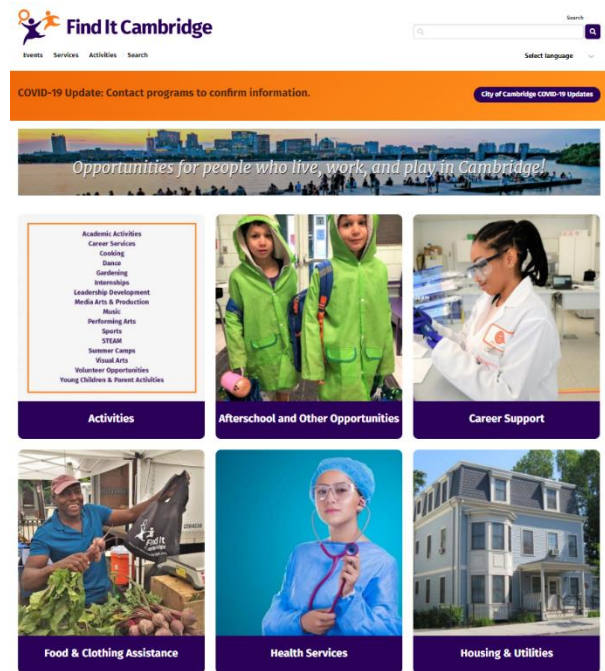 Find It Cambridge
Search
Events Services Activities Search
Select language
COVID-19 Update: Contact programs to confirm information.
City of Cambridge COVID-19 Updates
Opportunities for people who live, work, and play in Cambridge!
Academic Activities
Career Services
Cooking
Dance
Gardening
Internships
Leadership Development
Media Arts & Production
Music
Performing Arts
Sports
STEAM
Summer Camps
Visual Arts
Volunteer Opportunities
Young Children & Parent Activities
Activities
Afterschool and Other Opportunities
Career Support
Find It
Cambridge
Food & Clothing Assistance
Health Services
Housing & Utilities